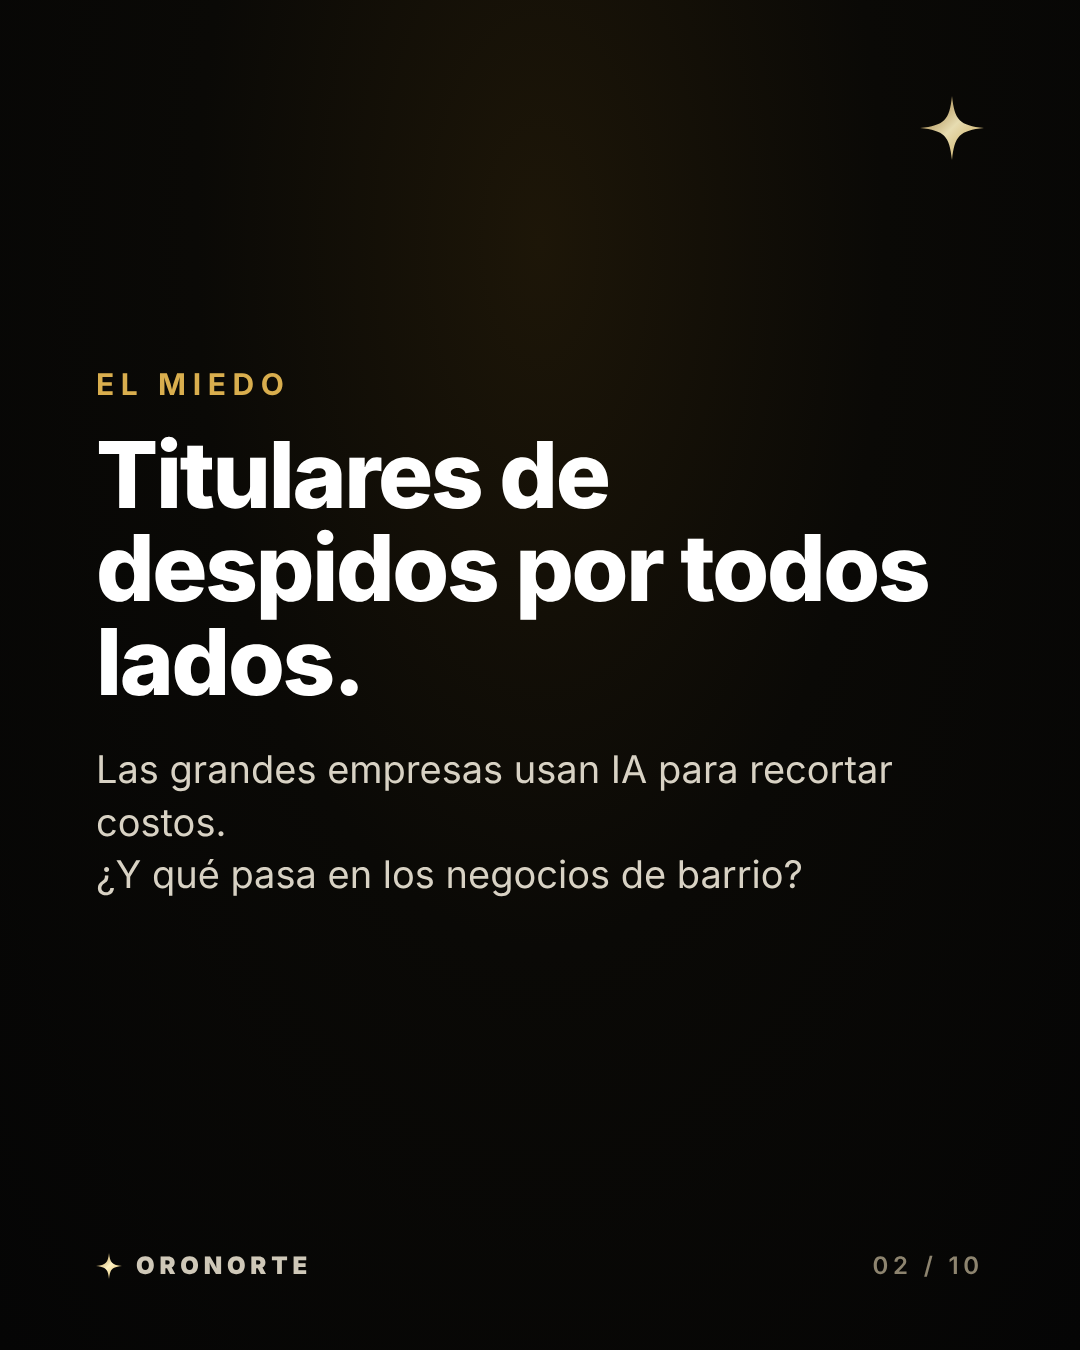 EL MIEDO
Titulares de
despidos por todos
lados.
Las grandes empresas usan IA para recortar
costos.
¿Y qué pasa en los negocios de barrio?
ORONORTE
02 / 10